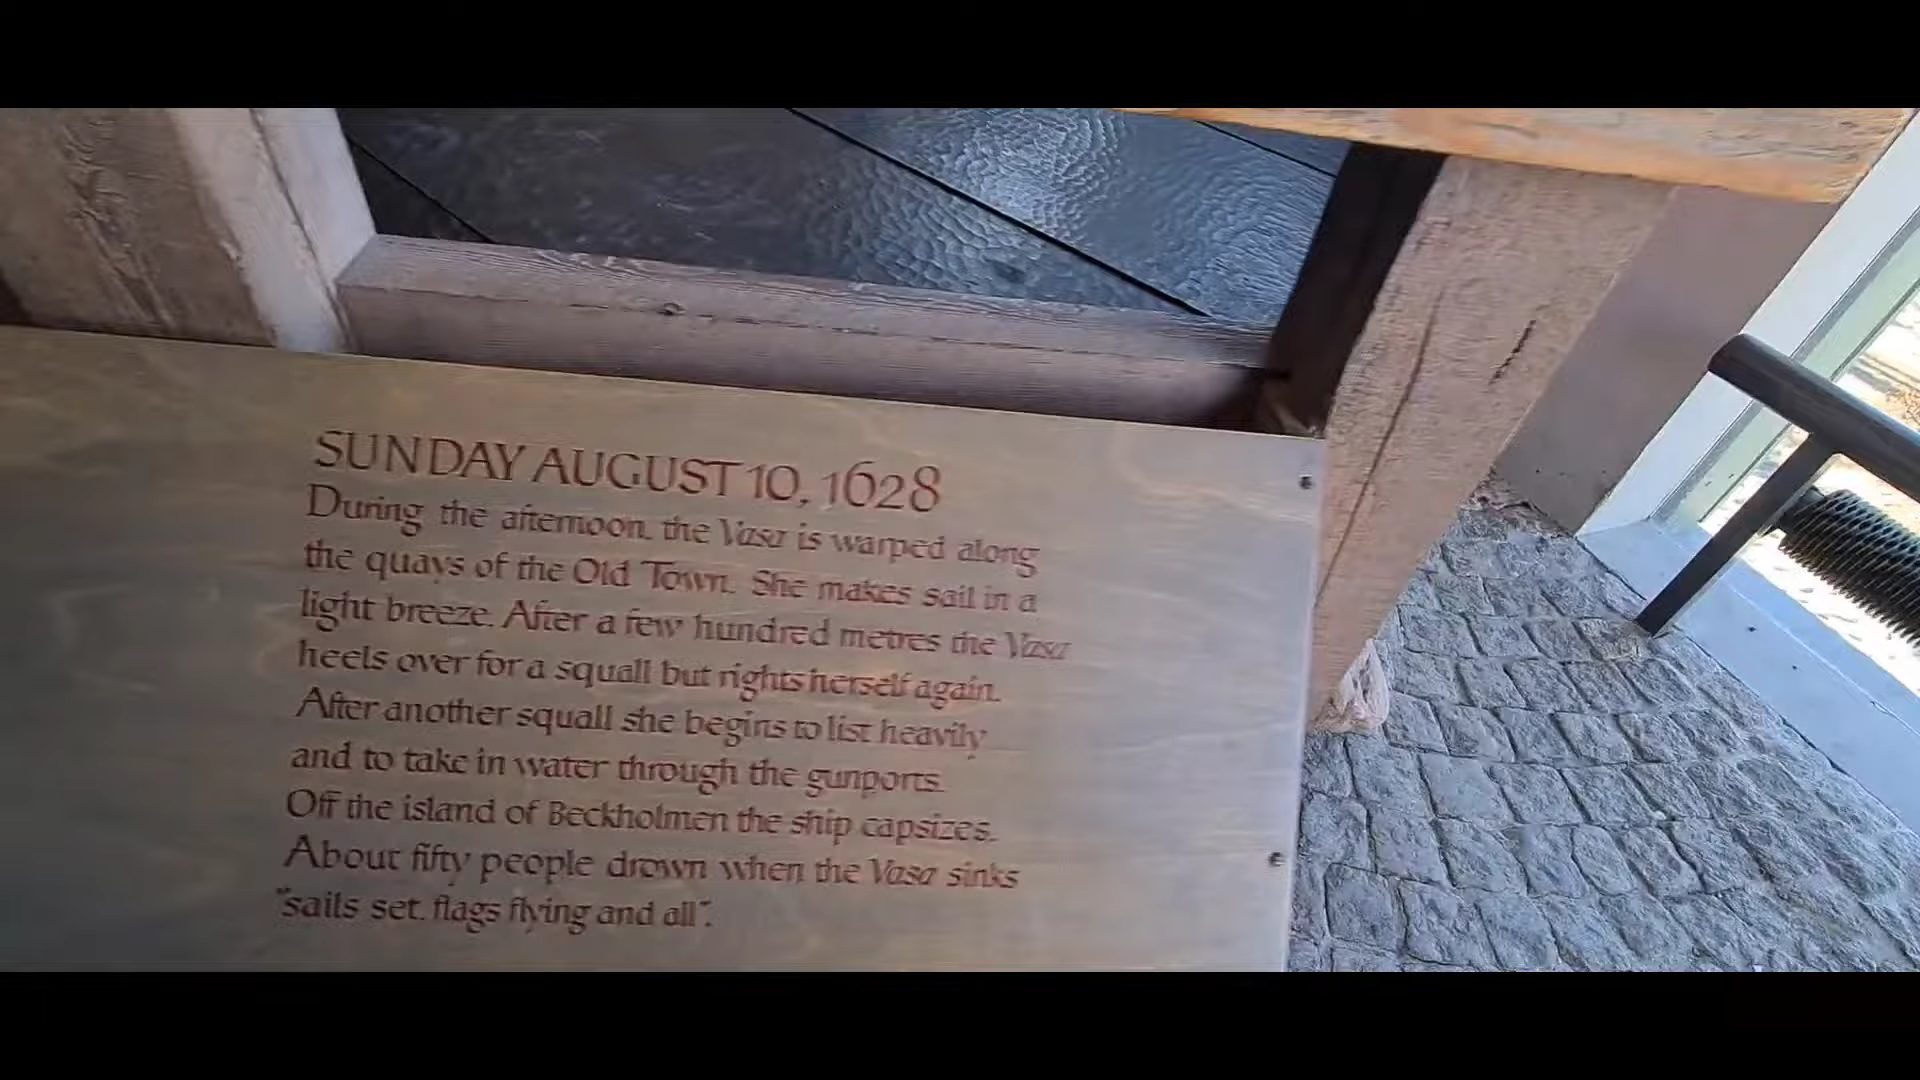 SUNDAY AUGUST 10, 1628
During the afternoon, the Vasa is warped along
the quays of the Old Town. She makes sail in a
light breeze. After a few hundred metres the Vasa
heels over for a squall but rights herself again.
After another squall she begins to list heavily
and to take in water through the gunports.
Off the island of Beckholmen the ship capsizes.
About fifty people drown when the Vasa sinks
"sails set, flags flying and all".